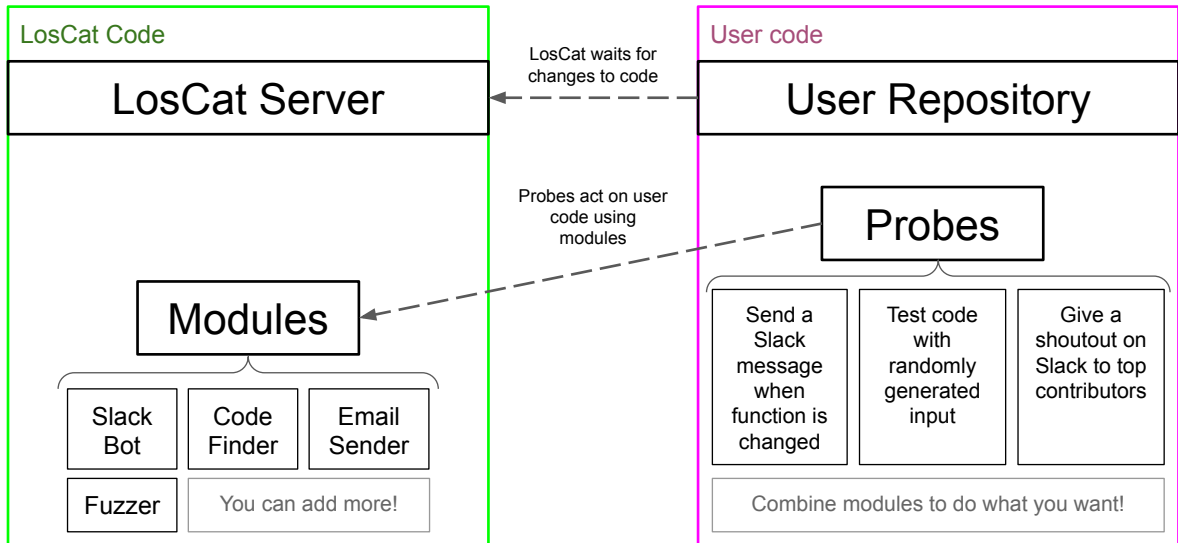 LosCat Code
LosCat Server
LosCat waits for
changes to code
User code
User Repository
Probes act on user
code using
modules
Modules
Slack
Bot
Code
Finder
Email
Sender
Fuzzer
You can add more!
Probes
Send a
Slack
message
when
function is
changed
Test code
with
randomly
generated
input
Give a
shoutout on
Slack to top
contributors
Combine modules to do what you want!